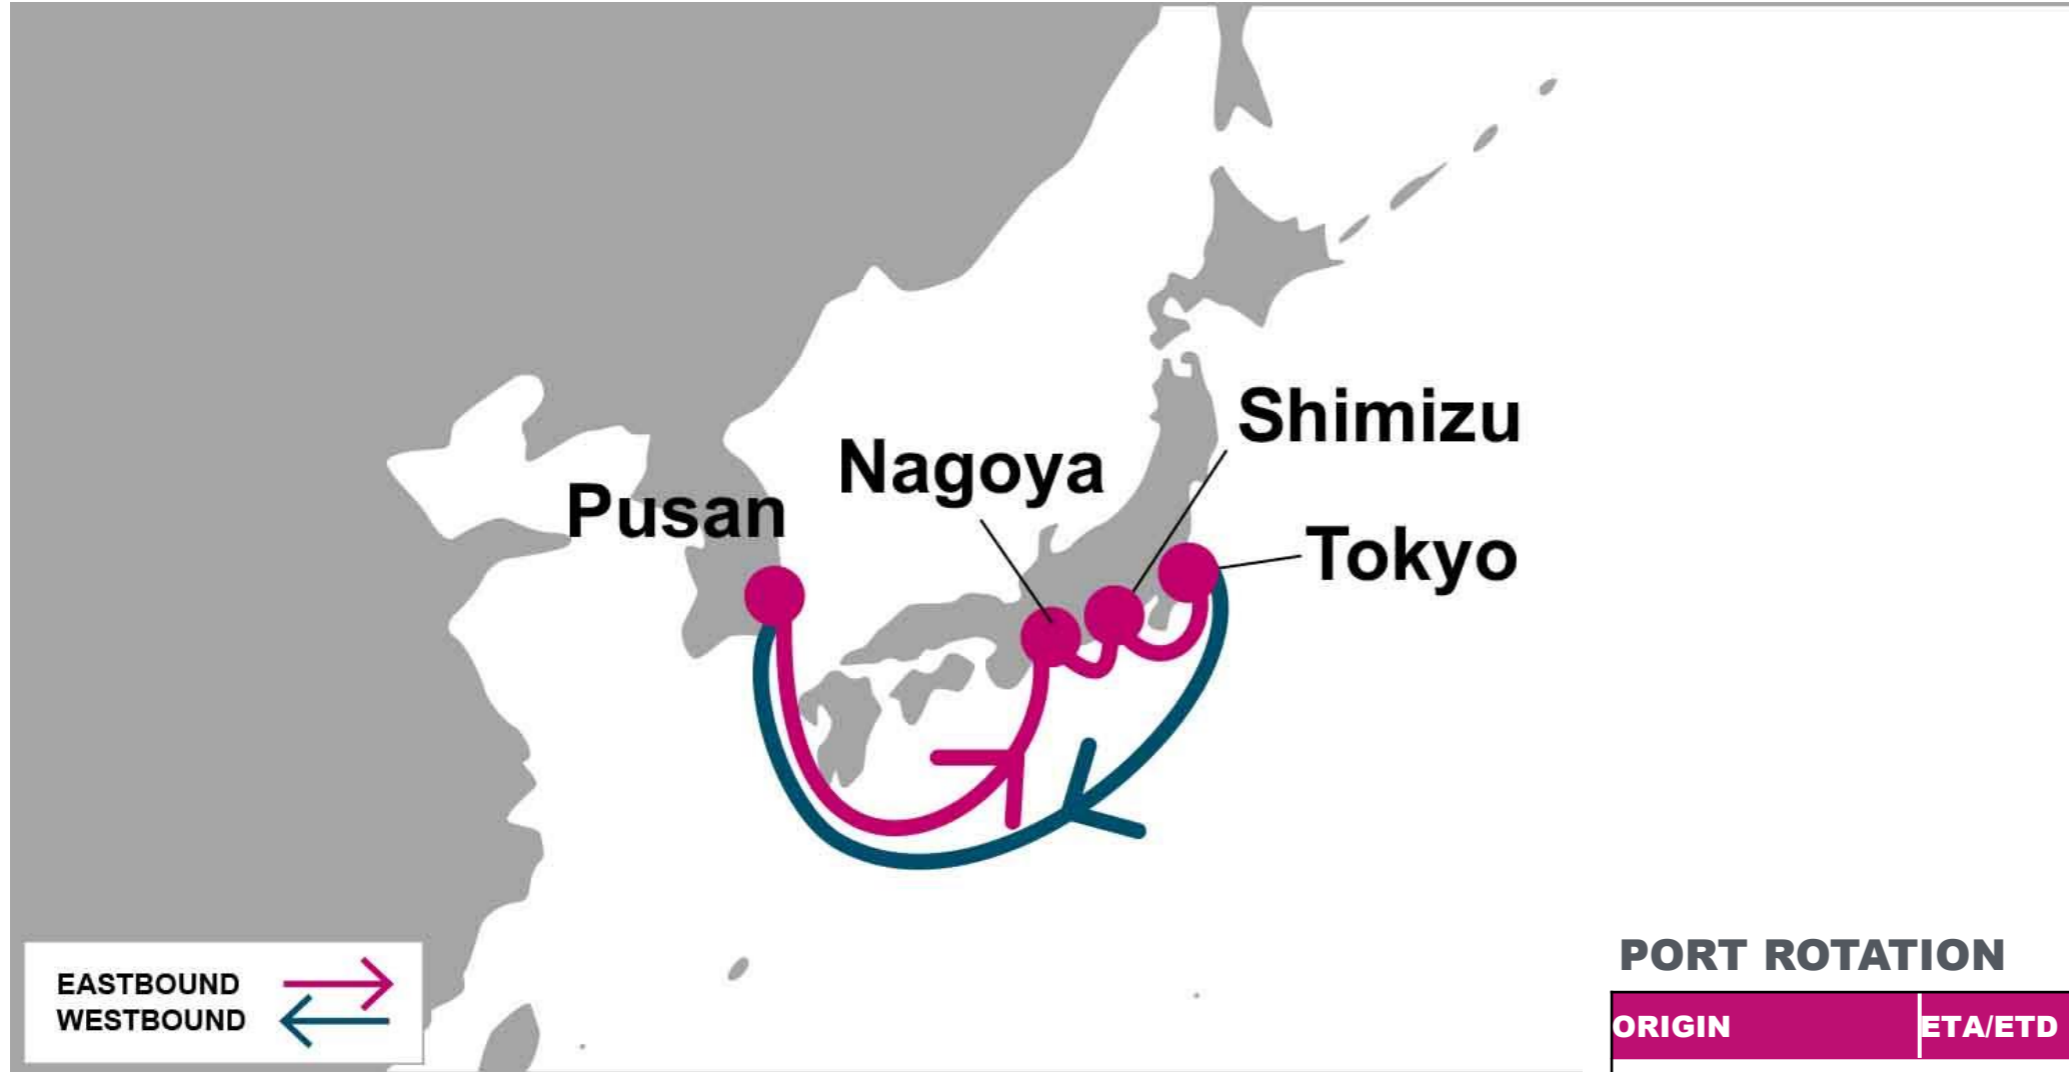 Shimizu
Nagoya
Pusan
Tokyo
EASTBOUND
WESTBOUND
PORT ROTATION
ORIGIN ETA/ETD